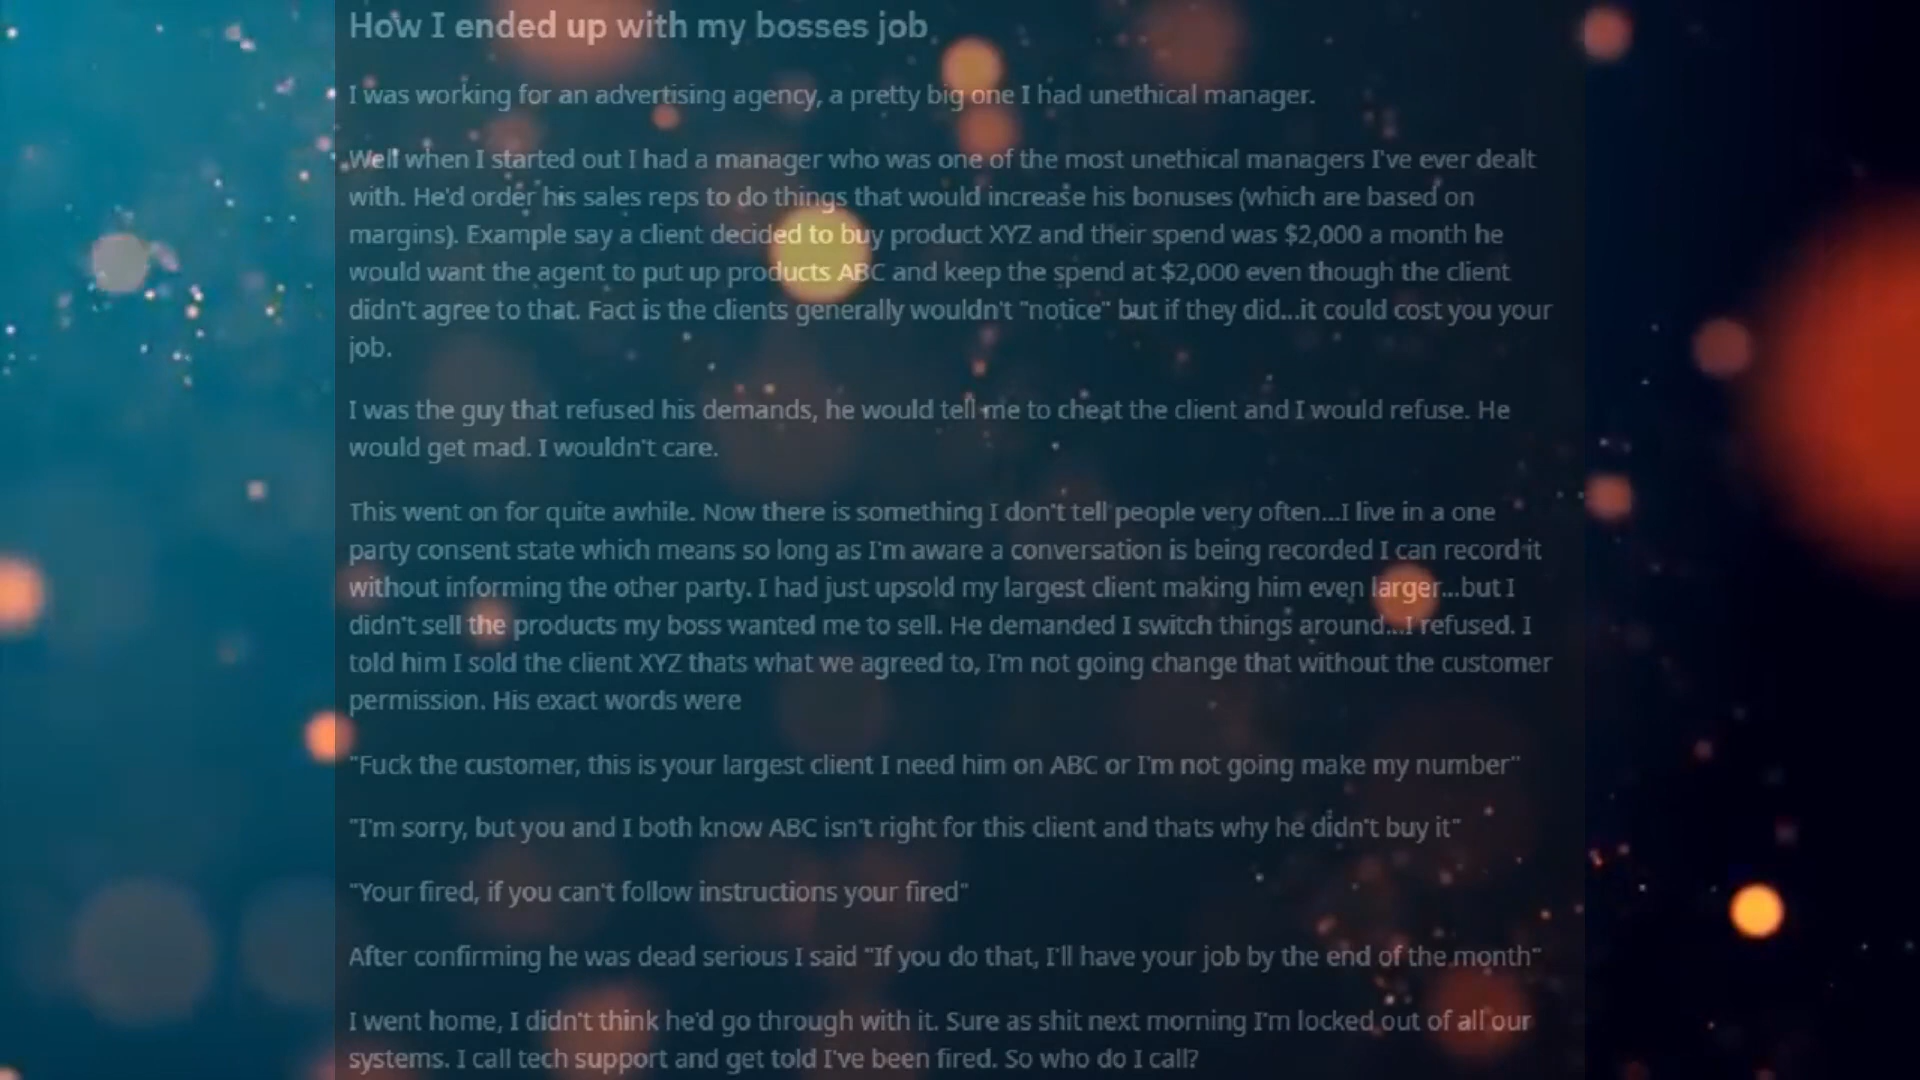 How I ended up with my bosses job
I was working for an advertising agency, a pretty big one I had unethical manager.
Well when I started out I had a manager who was one of the most unethical managers I've ever dealt
with. He'd order his sales reps to do things that would increase his bonuses (which are based on
margins). Example say a client decided to buy product XYZ and their spend was $2,000 a month he
would want the agent to put up products ABC and keep the spend at $2,000 even though the client
didn't agree to that. Fact is the clients generally wouldn't "notice" but if they did...it could cost you your
job.
I was the guy that refused his demands, he would tell me to cheat the client and I would refuse. He
would get mad. I wouldn't care.
This went on for quite awhile. Now there is something I don't tell people very often...I live in a one
party consent state which means so long as I'm aware a conversation is being recorded I can record it
without informing the other party. I had just upsold my largest client making him even larger...but I
didn't sell the products my boss wanted me to sell. He demanded I switch things around...I refused. I
told him I sold the client XYZ thats what we agreed to, I'm not going change that without the customer
permission. His exact words were
"Fuck the customer, this is your largest client I need him on ABC or I'm not going make my number"
"I'm sorry, but you and I both know ABC isn't right for this client and thats why he didn't buy it"
"Your fired, if you can't follow instructions your fired"
After confirming he was dead serious I said "If you do that, I'll have your job by the end of the month"
I went home, I didn't think he'd go through with it. Sure as shit next morning I'm locked out of all our
systems. I call tech support and get told I've been fired. So who do I call?